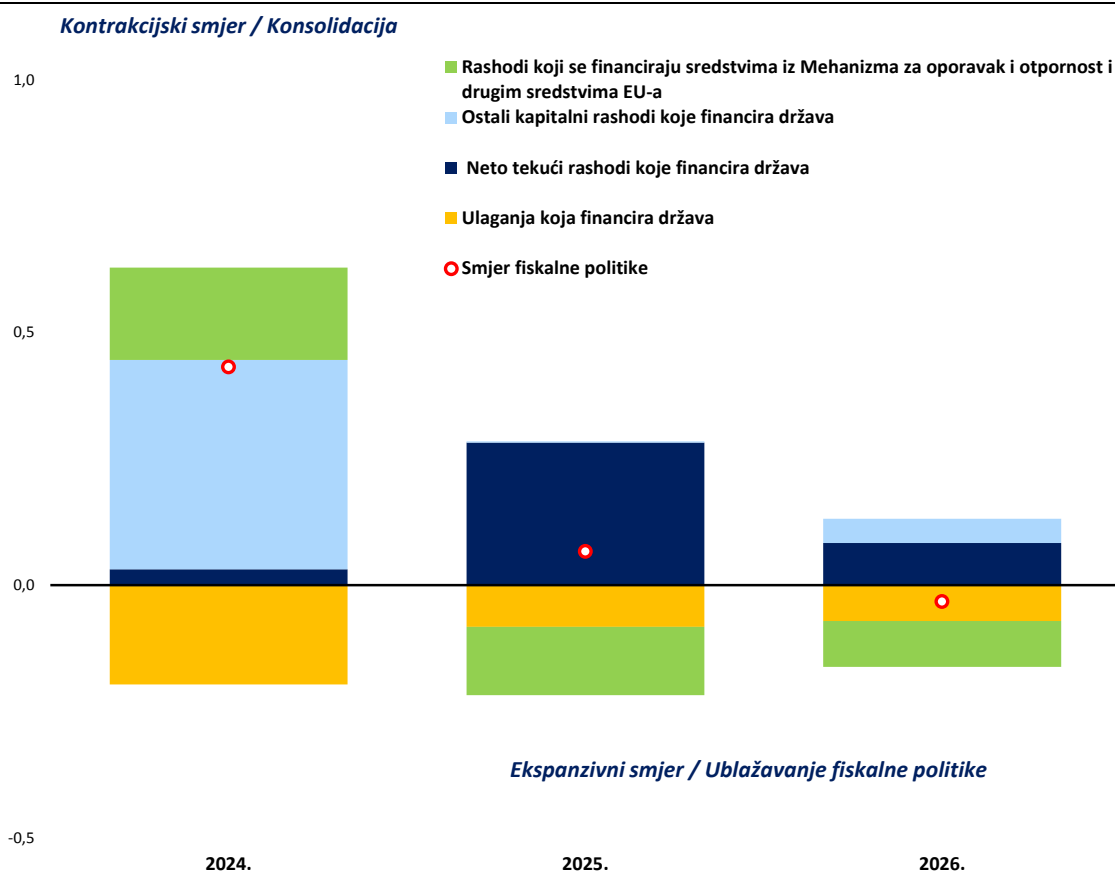 Kontrakcijski smjer / Konsolidacija
Rashodi koji se financiraju sredstvima iz Mehanizma za oporavak i otpornost i
drugim sredstvima EU-a
Ostali kapitalni rashodi koje financira država
Neto tekući rashodi koje financira država
Ulaganja koja financira država
Smjer fiskalne politike
1,0
0,5
0,0
-0,5
Ekspanzivni smjer / Ublažavanje fiskalne politike
2024.
2025.
2026.